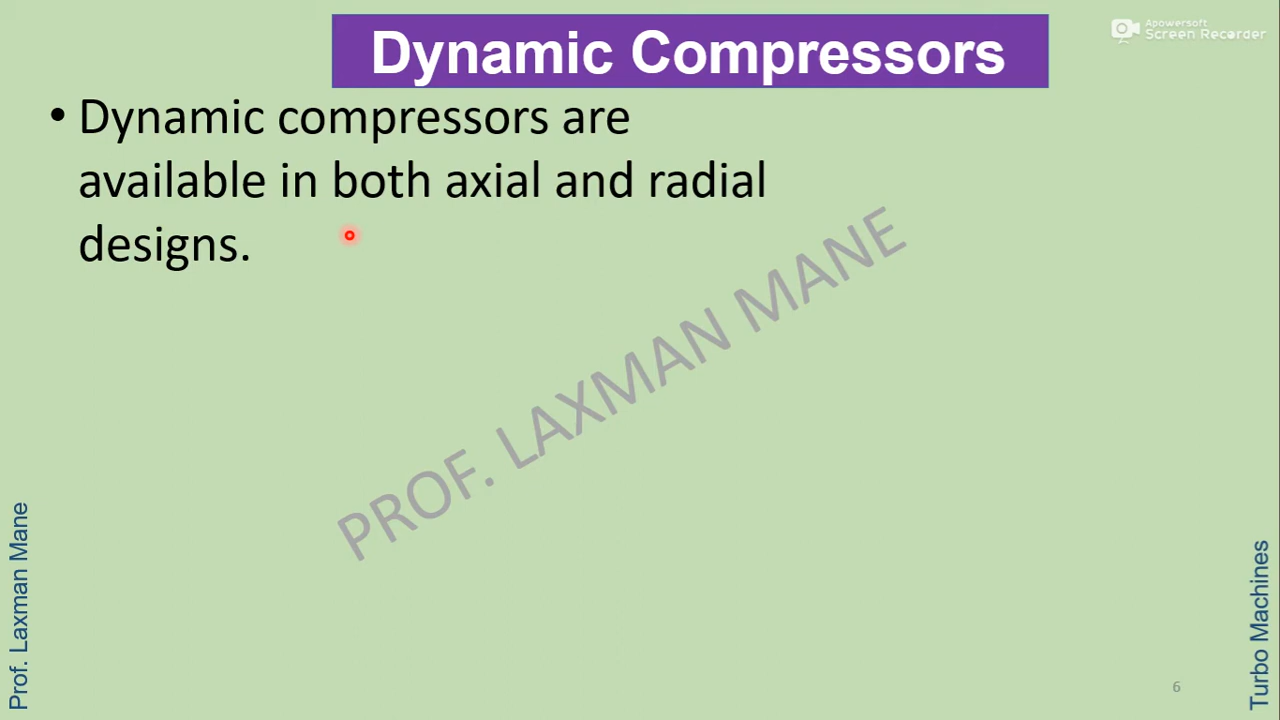 Dynamic Compressors
Apowersoft
Screen Recorder
• Dynamic compressors are
available in both axial and radial
designs.
PROF. LAXMAN MANE
Prof. Laxman Mane
Turbo Machines
6